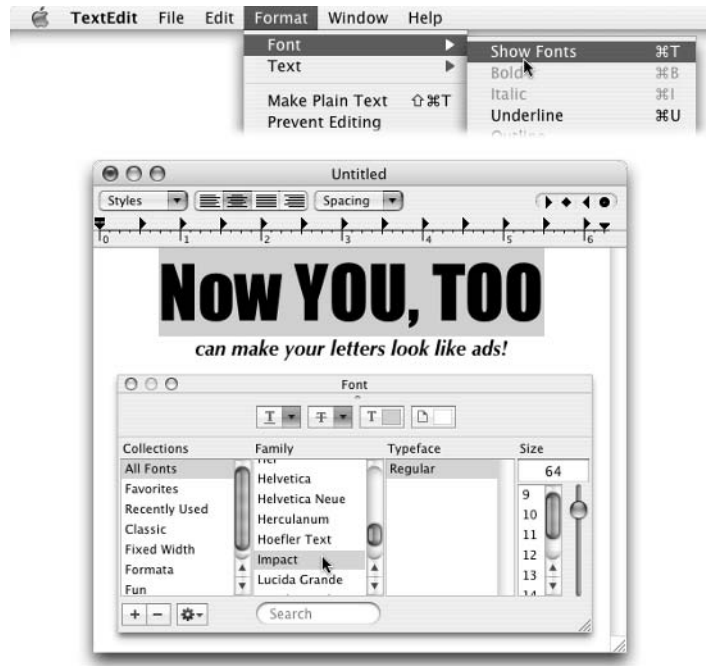 TextEdit File Edit Format Window Help
Font
Text
Make Plain Text ⇧⌘T
Prevent Editing
Show Fonts ⌘T
Bold ⌘B
Italic ⌘I
Underline ⌘U
Untitled
Styles Spacing
0 1 2 3 4 5 6
Now YOU, TOO
can make your letters look like ads!
Font
T T T
Collections Family Typeface Size
All Fonts
Favorites
Recently Used
Classic
Fixed Width
Formata
Fun
Helvetica
Helvetica Neue
Herculanum
Hoefler Text
Impact
Lucida Grande
Regular
64
9
10
11
12
13
+ −
Search